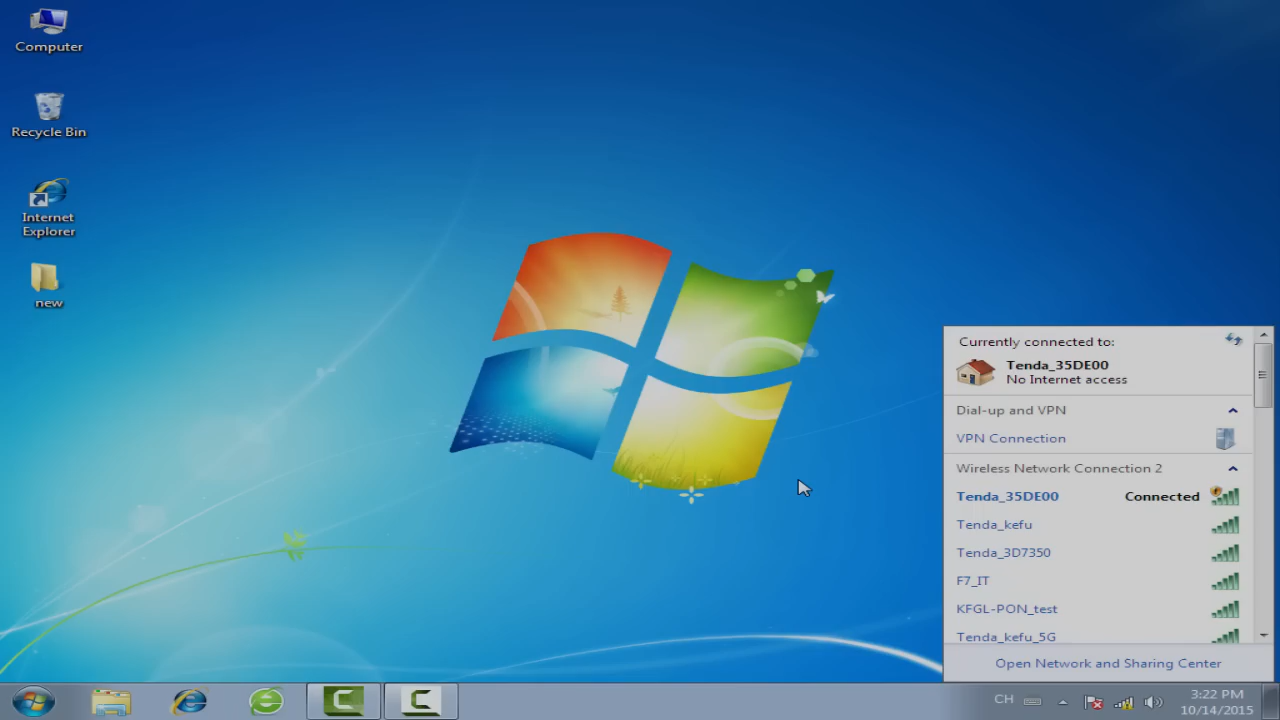 Computer
Recycle Bin
Internet
Explorer
new
Currently connected to:
Tenda_35DE00
No Internet access
Dial-up and VPN
VPN Connection
Wireless Network Connection 2
Tenda_35DE00 Connected
Tenda_kefu
Tenda_3D7350
F7_IT
KFGL-PON_test
Tenda_kefu_5G
Open Network and Sharing Center
CH
3:22 PM
10/14/2015